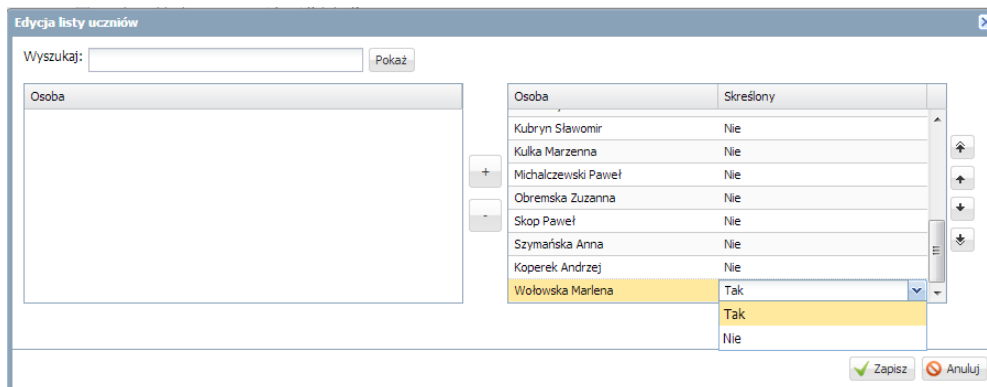 Edycja listy uczniów
Wyszukaj: Pokaż
Osoba
Osoba Skreślony
Kubryn Sławomir Nie
Kulka Marzenna Nie
Michalczewski Paweł Nie
+
Obremska Zuzanna Nie
-
Skop Paweł Nie
Szymańska Anna Nie
Koperek Andrzej Nie
Wołowska Marlena Tak
Tak
Nie
Zapisz Anuluj